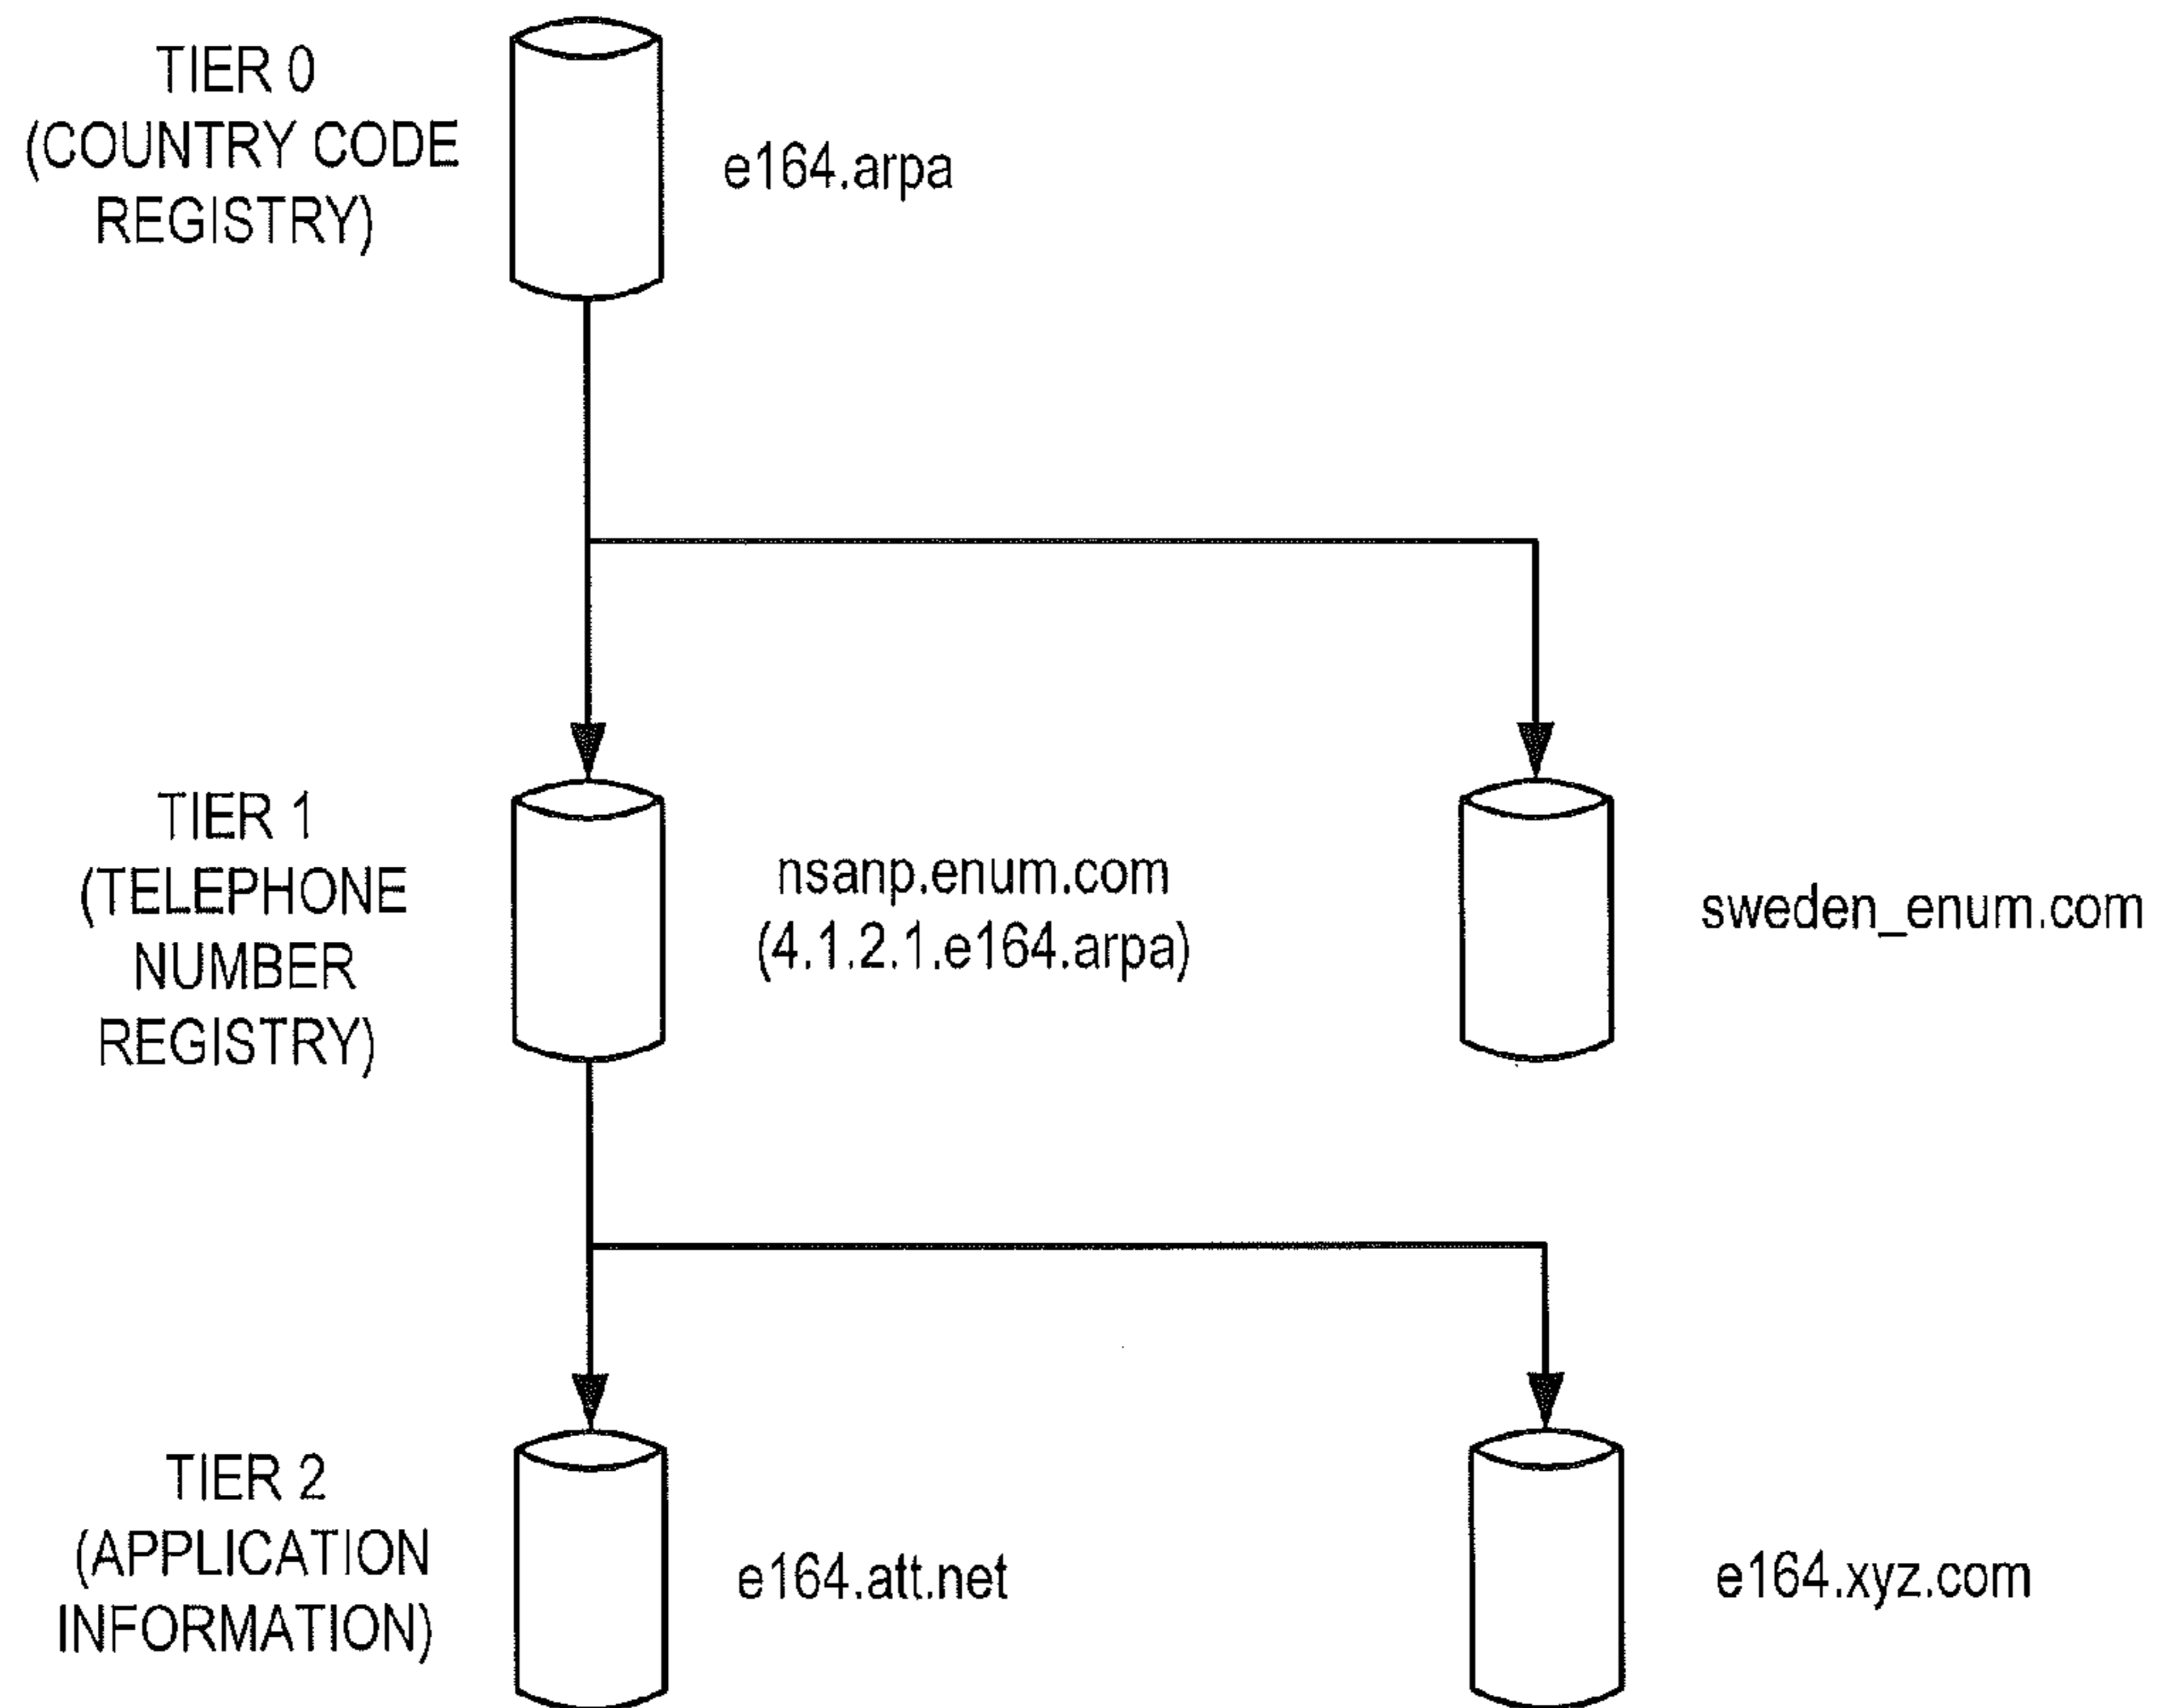 TIER 0
(COUNTRY CODE
REGISTRY)
e164.arpa
TIER 1
(TELEPHONE
NUMBER
REGISTRY)
nsanp.enum.com
(4.1.2.1.e164.arpa)
sweden_enum.com
TIER 2
(APPLICATION
INFORMATION)
e164.att.net
e164.xyz.com